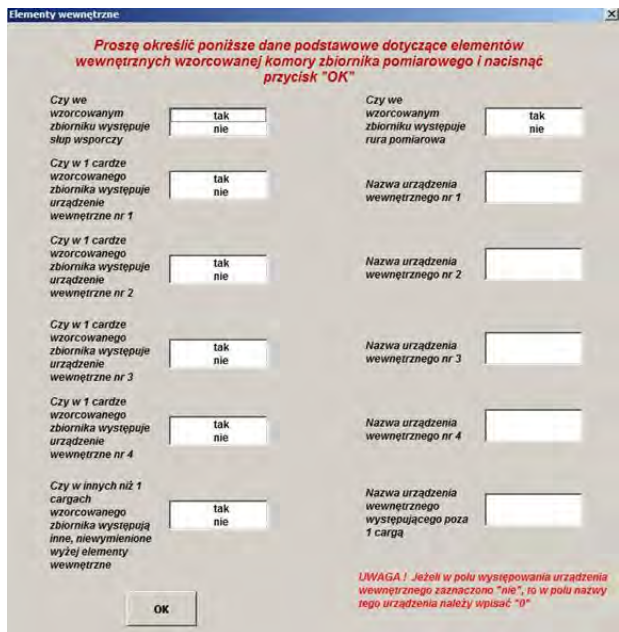 Elementy wewnętrzne
Proszę określić poniższe dane podstawowe dotyczące elementów
wewnętrznych wzorcowanej komory zbiornika pomiarowego i nacisnąć
przycisk "OK"
Czy we
wzorcowanym
zbiorniku występuje
słup wsporczy
tak
nie
Czy we
wzorcowanym
zbiorniku występuje
rura pomiarowa
tak
nie
Czy w 1 cardze
wzorcowanego
zbiornika występuje
urządzenie
wewnętrzne nr 1
tak
nie
Nazwa urządzenia
wewnętrznego nr 1
Czy w 1 cardze
wzorcowanego
zbiornika występuje
urządzenie
wewnętrzne nr 2
tak
nie
Nazwa urządzenia
wewnętrznego nr 2
Czy w 1 cardze
wzorcowanego
zbiornika występuje
urządzenie
wewnętrzne nr 3
tak
nie
Nazwa urządzenia
wewnętrznego nr 3
Czy w 1 cardze
wzorcowanego
zbiornika występuje
urządzenie
wewnętrzne nr 4
tak
nie
Nazwa urządzenia
wewnętrznego nr 4
Czy w innych niż 1
cargach
wzorcowanego
zbiornika występują
inne, niewymienione
wyżej elementy
wewnętrzne
tak
nie
Nazwa urządzenia
wewnętrznego
występującego poza
1 cargą
UWAGA ! Jeżeli w polu występowania urządzenia
wewnętrznego zaznaczono "nie", to w polu nazwy
tego urządzenia należy wpisać "0"
OK